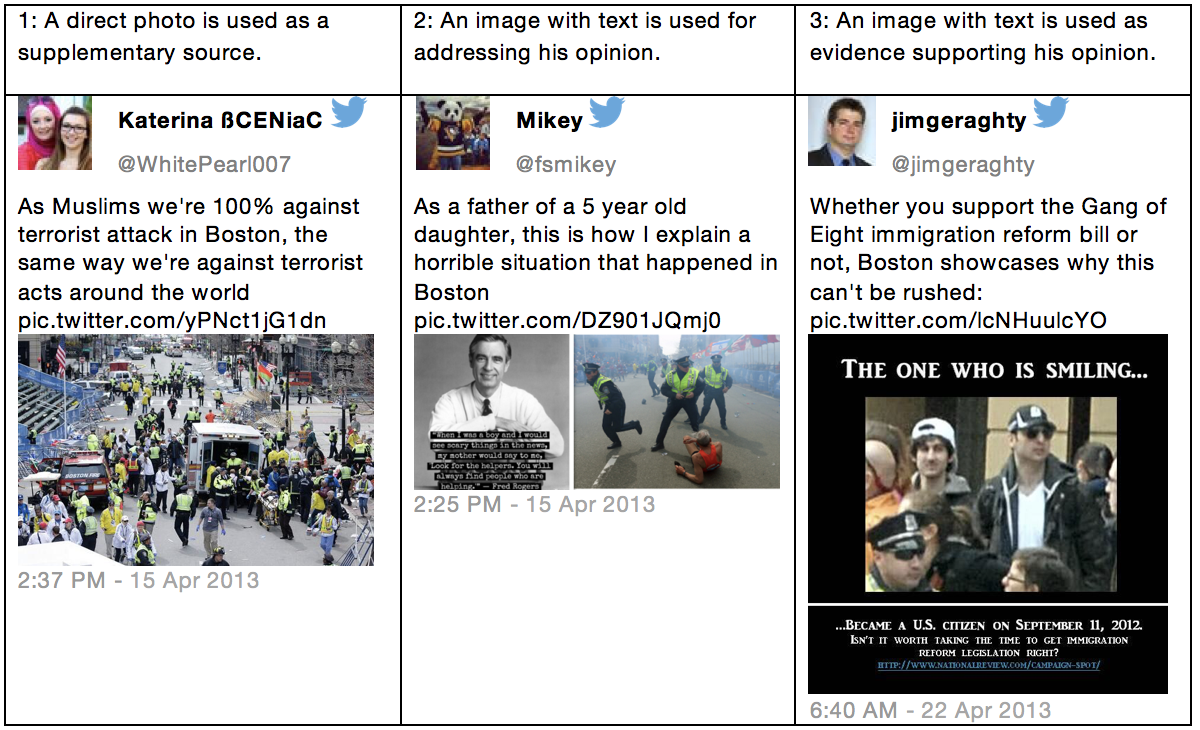 1: A direct photo is used as a
supplementary source.
2: An image with text is used for
addressing his opinion.
3: An image with text is used as
evidence supporting his opinion.
Katerina ßCENiaC
@WhitePearl007
As Muslims we're 100% against
terrorist attack in Boston, the
same way we're against terrorist
acts around the world
pic.twitter.com/yPNct1jG1dn
BOSTON EMS
2:37 PM - 15 Apr 2013
Mikey
@fsmikey
As a father of a 5 year old
daughter, this is how I explain a
horrible situation that happened in
Boston
pic.twitter.com/DZ901JQmj0
"When I was a boy and I would
see scary things in the news,
my mother would say to me,
Look for the helpers. You will
always find people who are
helping." — Fred Rogers
2:25 PM - 15 Apr 2013
jimgeraghty
@jimgeraghty
Whether you support the Gang of
Eight immigration reform bill or
not, Boston showcases why this
can't be rushed:
pic.twitter.com/lcNHuulcYO
THE ONE WHO IS SMILING...
...BECAME A U.S. CITIZEN ON SEPTEMBER 11, 2012.
ISN'T IT WORTH TAKING THE TIME TO GET IMMIGRATION
REFORM LEGISLATION RIGHT?
HTTP://WWW.NATIONALREVIEW.COM/CAMPAIGN-SPOT/
6:40 AM - 22 Apr 2013